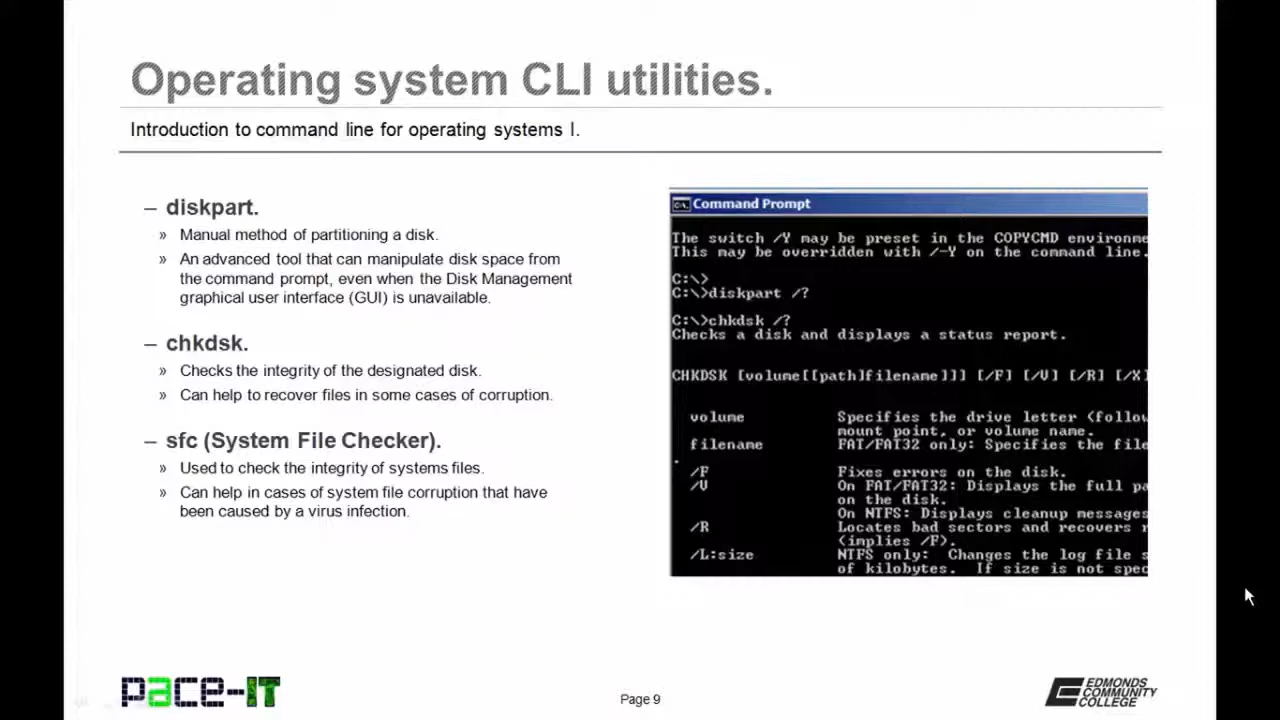 Operating system CLI utilities.
Introduction to command line for operating systems I.
– diskpart.
» Manual method of partitioning a disk.
» An advanced tool that can manipulate disk space from
the command prompt, even when the Disk Management
graphical user interface (GUI) is unavailable.
– chkdsk.
» Checks the integrity of the designated disk.
» Can help to recover files in some cases of corruption.
– sfc (System File Checker).
» Used to check the integrity of systems files.
» Can help in cases of system file corruption that have
been caused by a virus infection.
C:\. Command Prompt
The switch /Y may be preset in the COPYCMD environme
This may be overridden with /-Y on the command line.
C:\>
C:\>diskpart /?
C:\>chkdsk /?
Checks a disk and displays a status report.
CHKDSK [volume[[path]filename]]] [/F] [/V] [/R] [/X]
volume Specifies the drive letter (follow
mount point, or volume name.
filename FAT/FAT32 only: Specifies the file
.
/F Fixes errors on the disk.
/V On FAT/FAT32: Displays the full pa
on the disk.
On NTFS: Displays cleanup messages
/R Locates bad sectors and recovers r
(implies /F).
/L:size NTFS only: Changes the log file s
of kilobytes. If size is not spec
pace-IT
Page 9
EDMONDS
COMMUNITY
COLLEGE